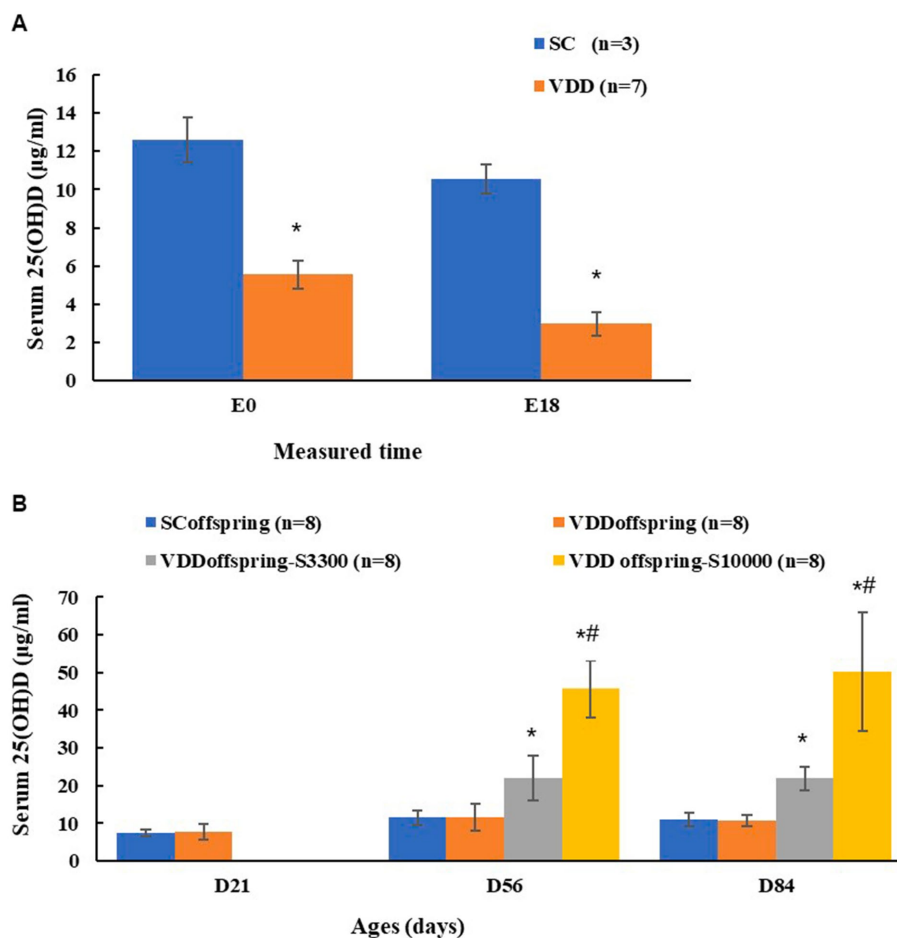 A
SC (n=3)
VDD (n=7)
Serum 25(OH)D (µg/ml)
16
14
12
10
8
6
4
2
0
*
*
E0 E18
Measured time
B
SCoffspring (n=8) VDDoffspring (n=8)
VDDoffspring-S3300 (n=8) VDD offspring-S10000 (n=8)
Serum 25(OH)D (µg/ml)
70
60
50
40
30
20
10
0
*
*#
*
*#
D21 D56 D84
Ages (days)